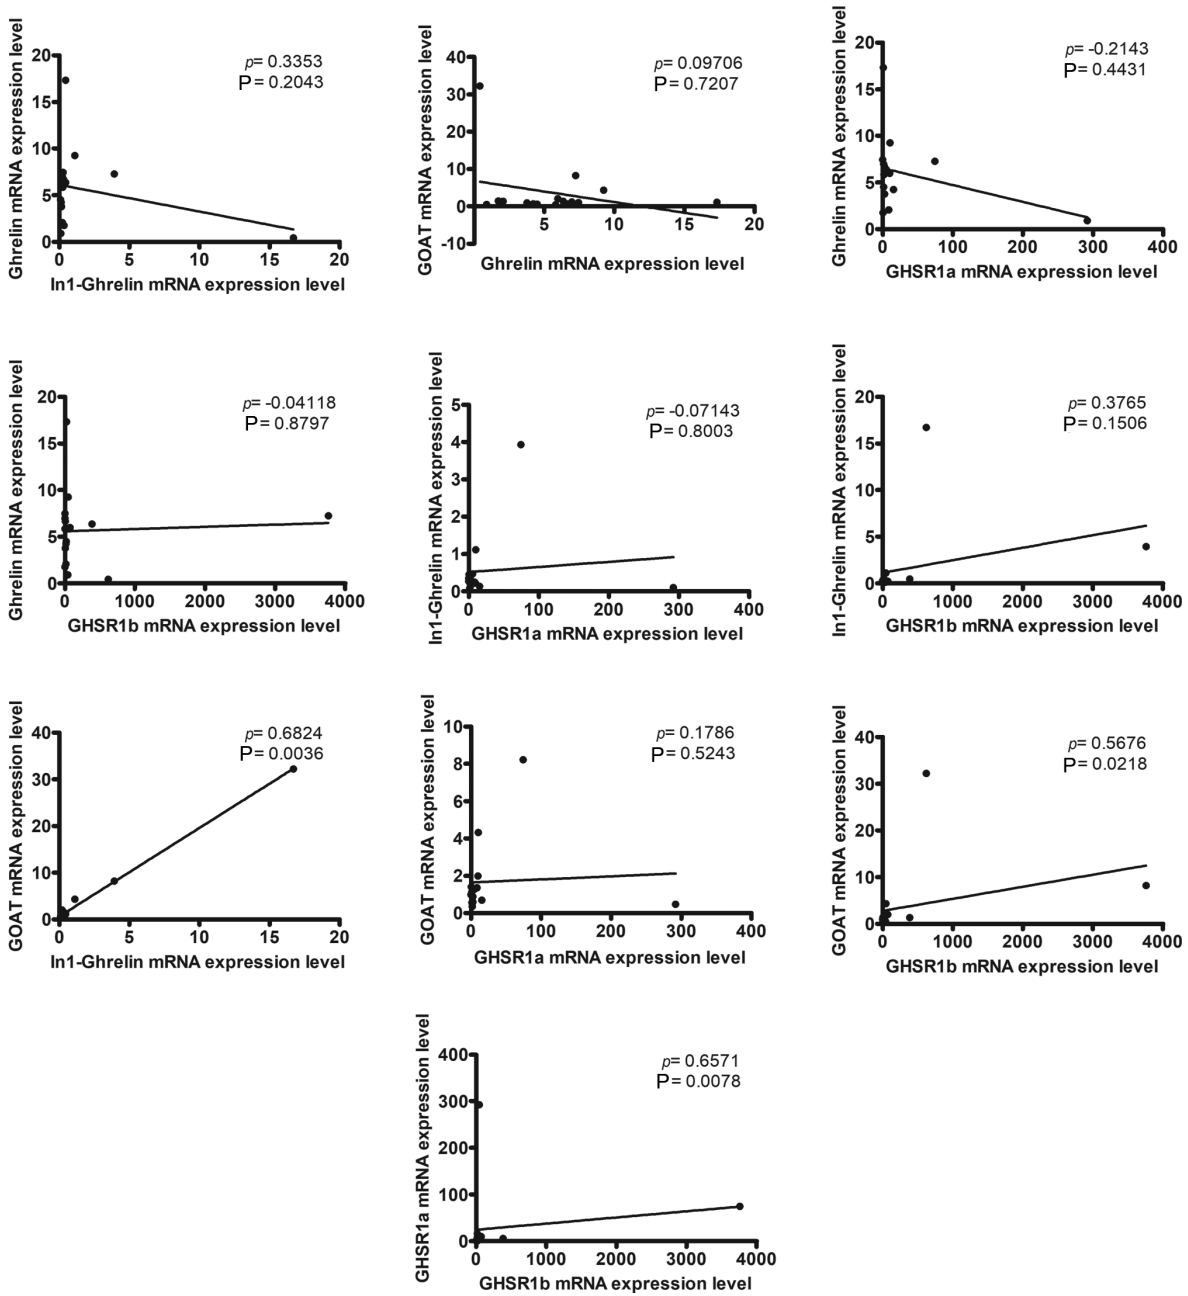 Ghrelin mRNA expression level
20
15
10
5
0
p= 0.3353
P= 0.2043
0 5 10 15 20
In1-Ghrelin mRNA expression level
GOAT mRNA expression level
40
30
20
10
0
-10
p= 0.09706
P= 0.7207
5 10 15 20
Ghrelin mRNA expression level
Ghrelin mRNA expression level
20
15
10
5
0
p= -0.2143
P= 0.4431
0 100 200 300 400
GHSR1a mRNA expression level
Ghrelin mRNA expression level
20
15
10
5
0
p= -0.04118
P= 0.8797
0 1000 2000 3000 4000
GHSR1b mRNA expression level
In1-Ghrelin mRNA expression level
5
4
3
2
1
0
p= -0.07143
P= 0.8003
0 100 200 300 400
GHSR1a mRNA expression level
In1-Ghrelin mRNA expression level
20
15
10
5
0
p= 0.3765
P= 0.1506
0 1000 2000 3000 4000
GHSR1b mRNA expression level
GOAT mRNA expression level
40
30
20
10
0
p= 0.6824
P= 0.0036
0 5 10 15 20
In1-Ghrelin mRNA expression level
GOAT mRNA expression level
10
8
6
4
2
0
p= 0.1786
P= 0.5243
0 100 200 300 400
GHSR1a mRNA expression level
GOAT mRNA expression level
40
30
20
10
0
p= 0.5676
P= 0.0218
0 1000 2000 3000 4000
GHSR1b mRNA expression level
GHSR1a mRNA expression level
400
300
200
100
0
p= 0.6571
P= 0.0078
0 1000 2000 3000 4000
GHSR1b mRNA expression level